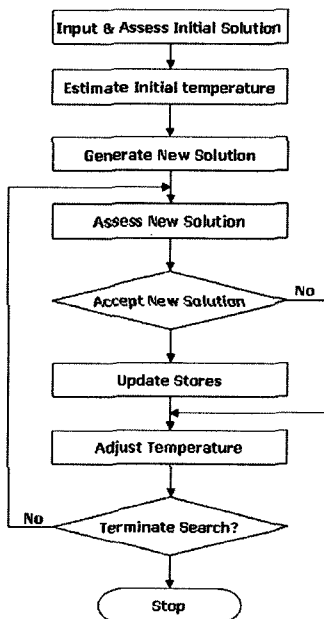 Input & Assess Initial Solution
Estimate Initial temperature
Generate New Solution
Assess New Solution
Accept New Solution
No
Update Stores
Adjust Temperature
Terminate Search?
No
Stop